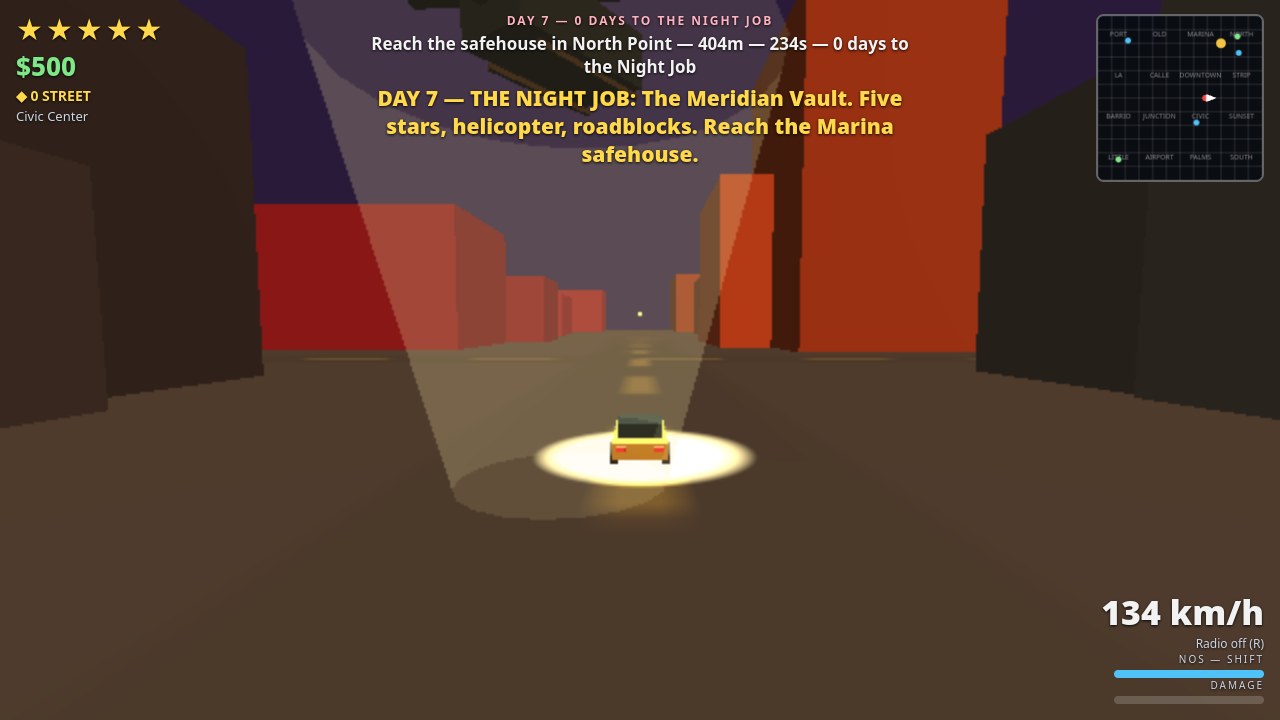 ★★★★★
$500
◆ 0 STREET
Civic Center
DAY 7 — 0 DAYS TO THE NIGHT JOB
Reach the safehouse in North Point — 404m — 234s — 0 days to
the Night Job
DAY 7 — THE NIGHT JOB: The Meridian Vault. Five
stars, helicopter, roadblocks. Reach the Marina
safehouse.
PORT OLD MARINA NORTH
LA CALLE DOWNTOWN STRIP
BARRIO JUNCTION CIVIC SUNSET
LITTLE AIRPORT PALMS SOUTH
134 km/h
Radio off (R)
NOS — SHIFT
DAMAGE